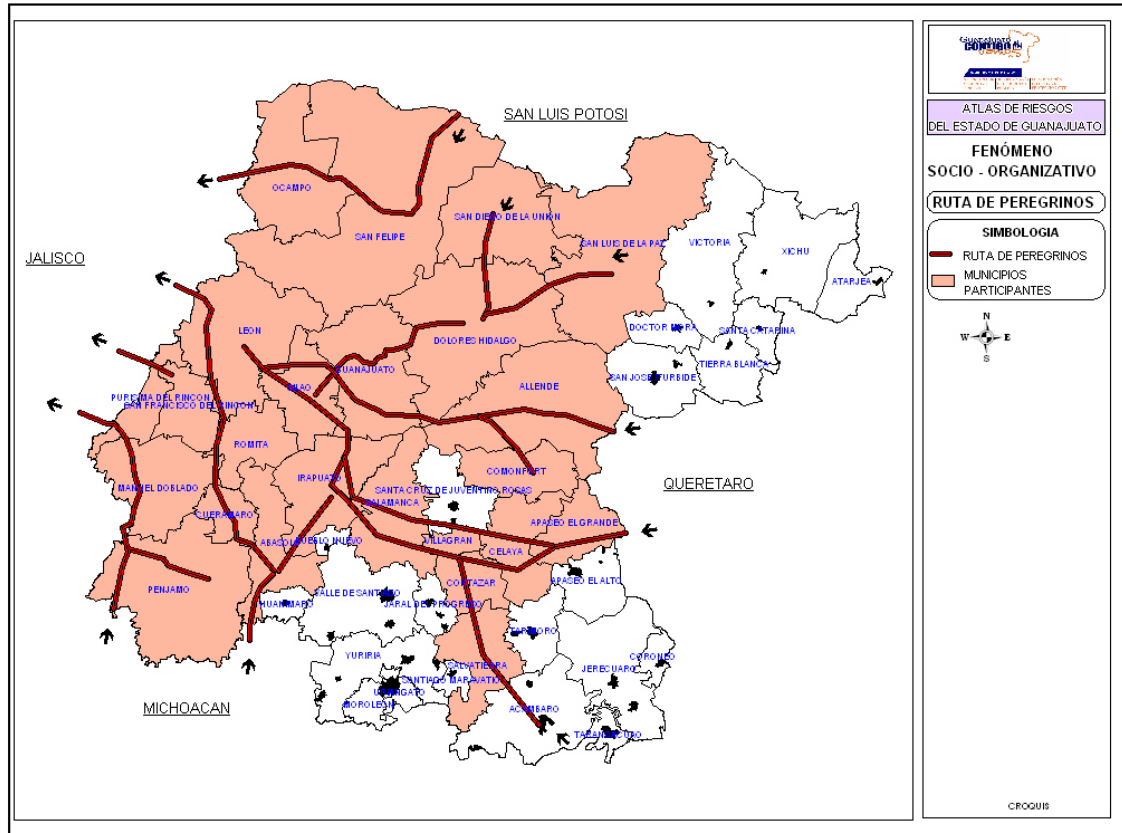 SAN LUIS POTOSI
OCAMPO
SAN FELIPE
SAN DIEGO DE LA UNION
SAN LUIS DE LA PAZ
VICTORIA
XICHU
ATARJEA
JALISCO
LEON
DOLORES HIDALGO
GUANAJUATO
DOCTOR MORA
SANTA CATARINA
TIERRA BLANCA
SAN JOSE ITURBIDE
ALLENDE
SILAO
PURISIMA DEL RINCON
SAN FRANCISCO DEL RINCON
ROMITA
IRAPUATO
COMONFORT
QUERETARO
MANUEL DOBLADO
SANTA CRUZ DE JUVENTINO ROSAS
SALAMANCA
CUERAMARO
APASEO EL GRANDE
ABASOLO
PUEBLO NUEVO
VILLAGRAN
CELAYA
PENJAMO
CORTAZAR
APASEO EL ALTO
HUANIMARO
VALLE DE SANTIAGO
JARAL DEL PROGRESO
TARIMORO
YURIRIA
SALVATIERRA
JERECUARO
CORONEO
SANTIAGO MARAVATIO
URIANGATO
MOROLEON
MICHOACAN
ACAMBARO
TARANDACUAO
Guanajuato
CONTIGO
ATLAS DE RIESGOS
DEL ESTADO DE GUANAJUATO
FENÓMENO
SOCIO - ORGANIZATIVO
RUTA DE PEREGRINOS
SIMBOLOGIA
RUTA DE PEREGRINOS
MUNICIPIOS
PARTICIPANTES
N
W E
S
CROQUIS